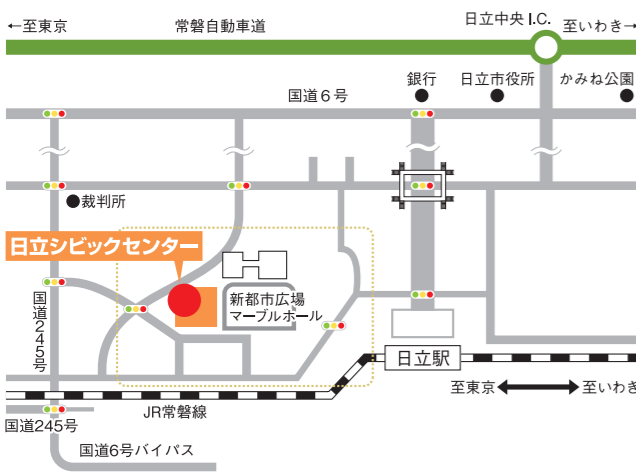 ←至東京
常磐自動車道
日立中央 I.C.
至いわき→
国道６号
銀行
日立市役所
かみね公園
裁判所
日立シビックセンター
新都市広場
マーブルホール
国道245号
日立駅
至東京
至いわき
JR常磐線
国道245号
国道6号バイパス